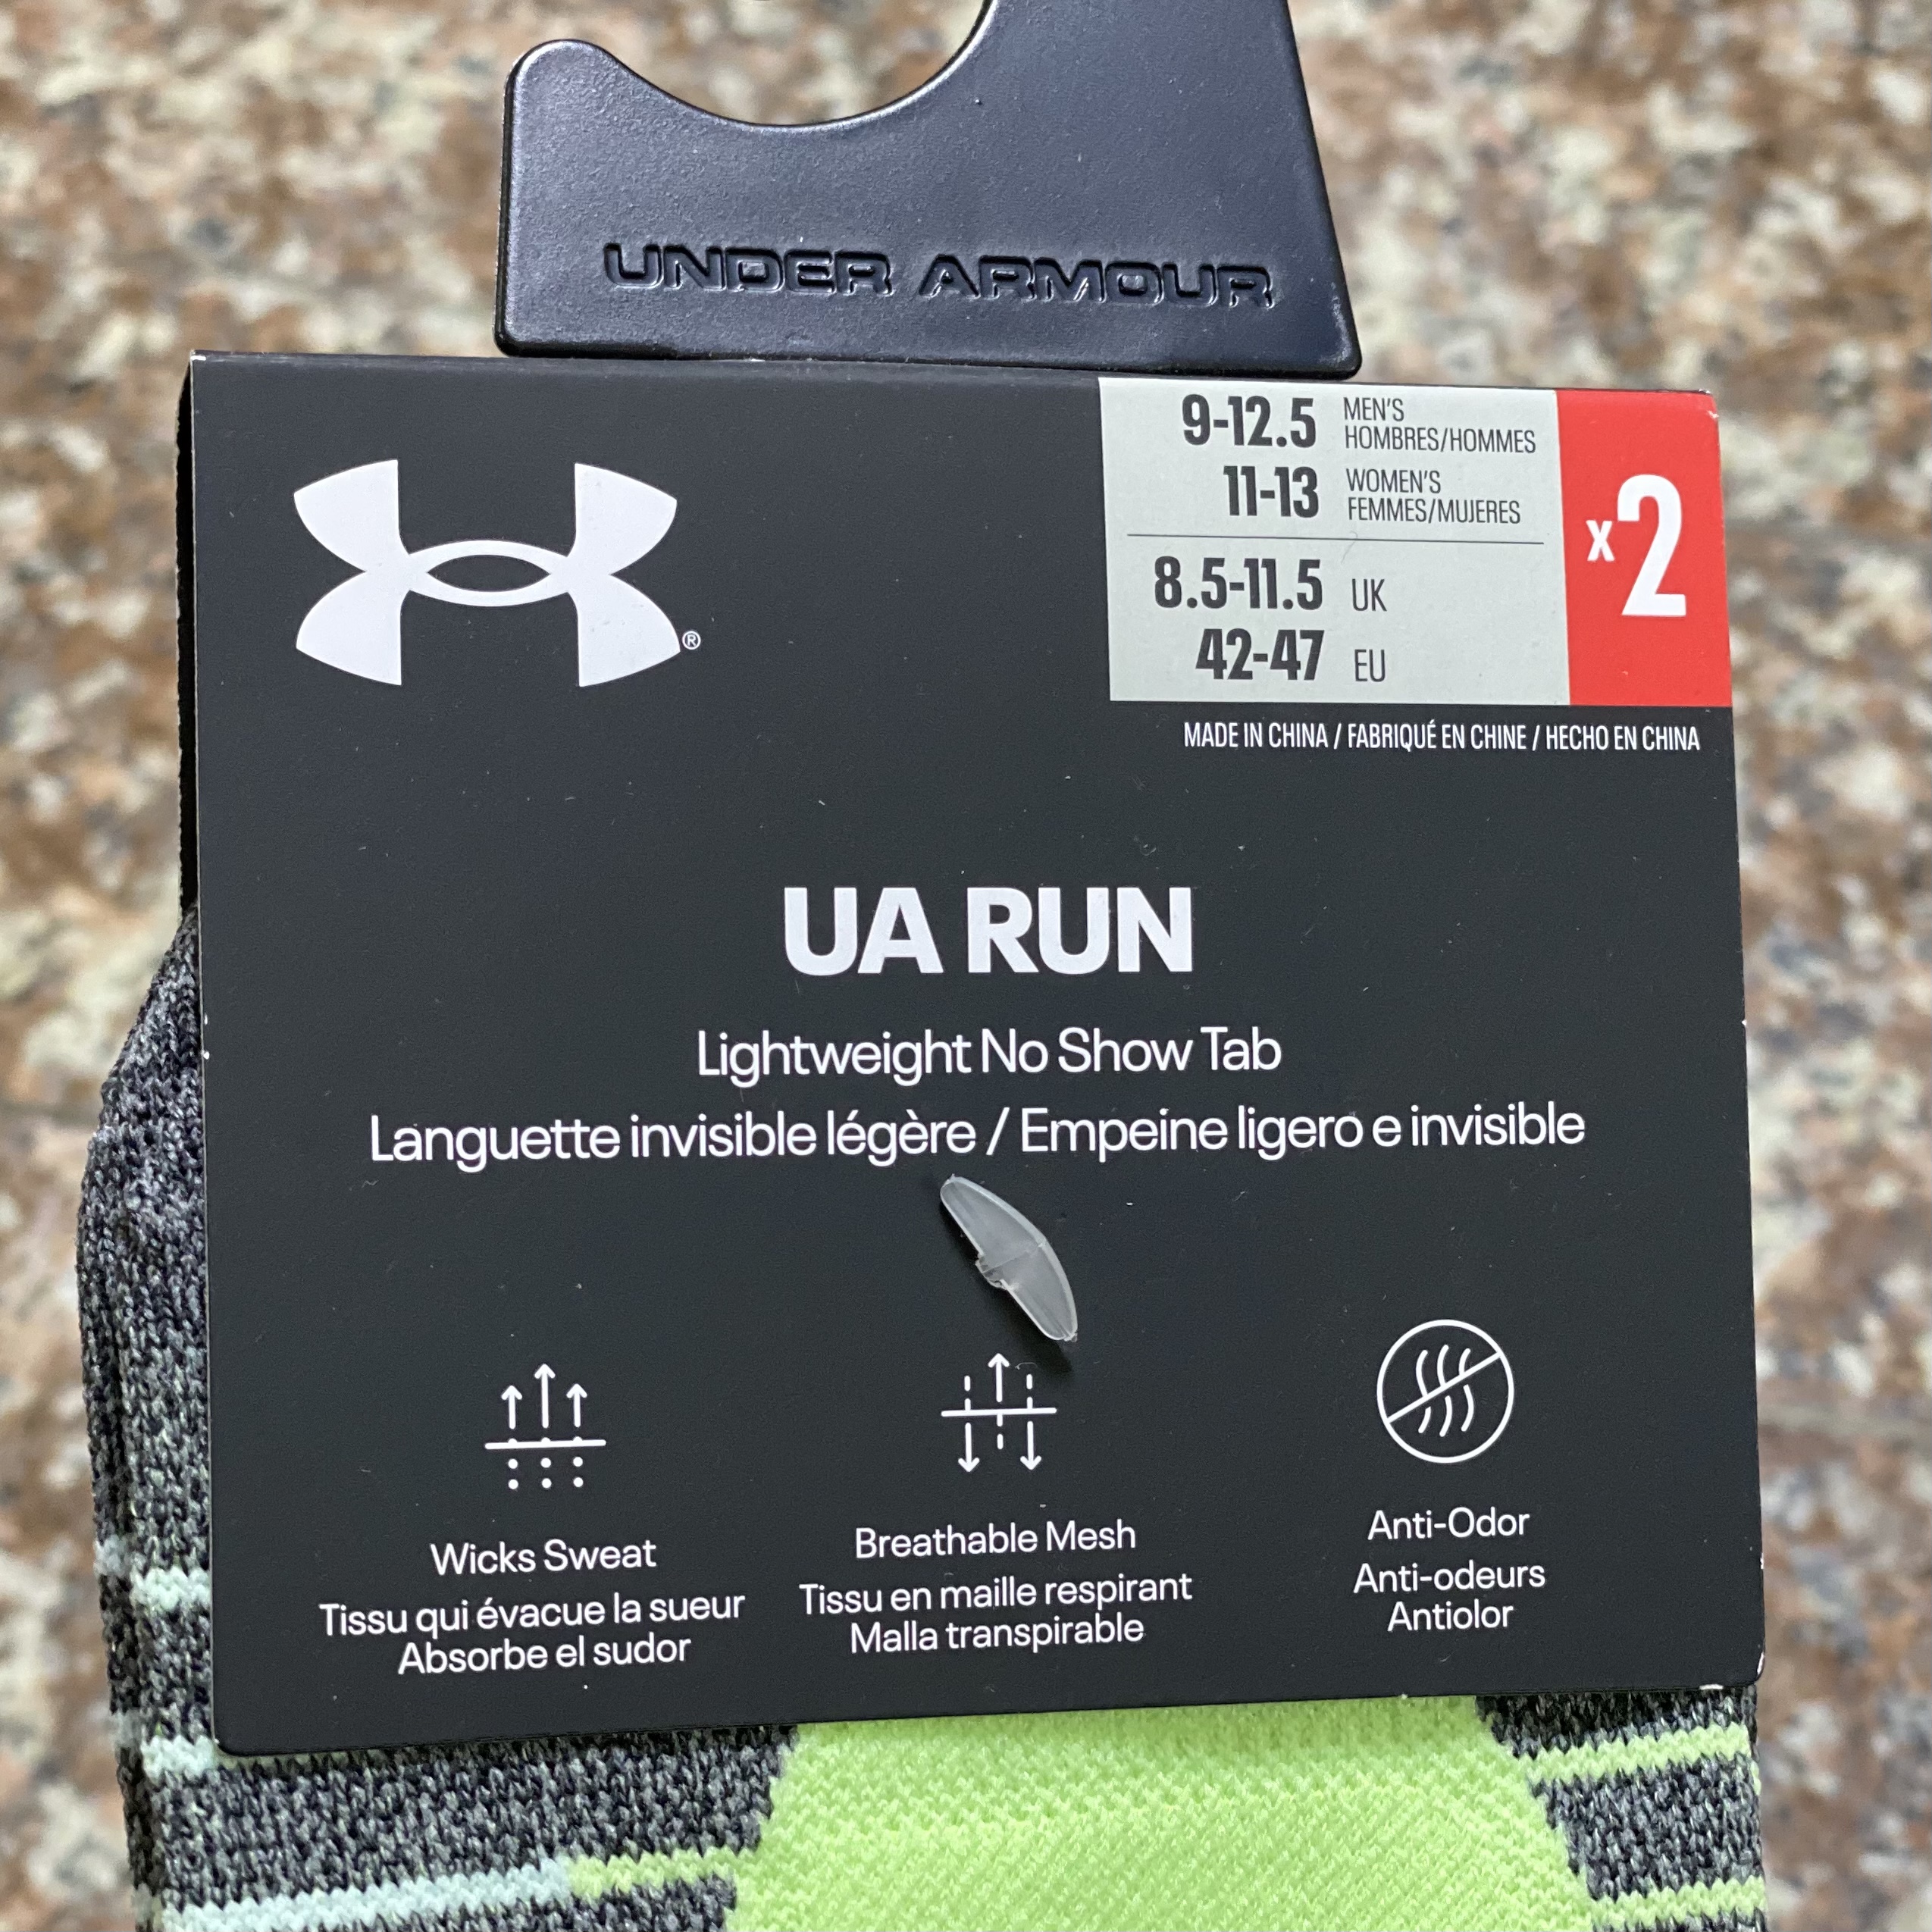 UNDER ARMOUR
9-12.5 MEN'S
HOMBRES/HOMMES
11-13 WOMEN'S
FEMMES/MUJERES
8.5-11.5 UK
42-47 EU
x2
®
MADE IN CHINA / FABRIQUÉ EN CHINE / HECHO EN CHINA
UA RUN
Lightweight No Show Tab
Languette invisible légère / Empeine ligero e invisible
Wicks Sweat
Tissu qui évacue la sueur
Absorbe el sudor
Breathable Mesh
Tissu en maille respirant
Malla transpirable
Anti-Odor
Anti-odeurs
Antiolor